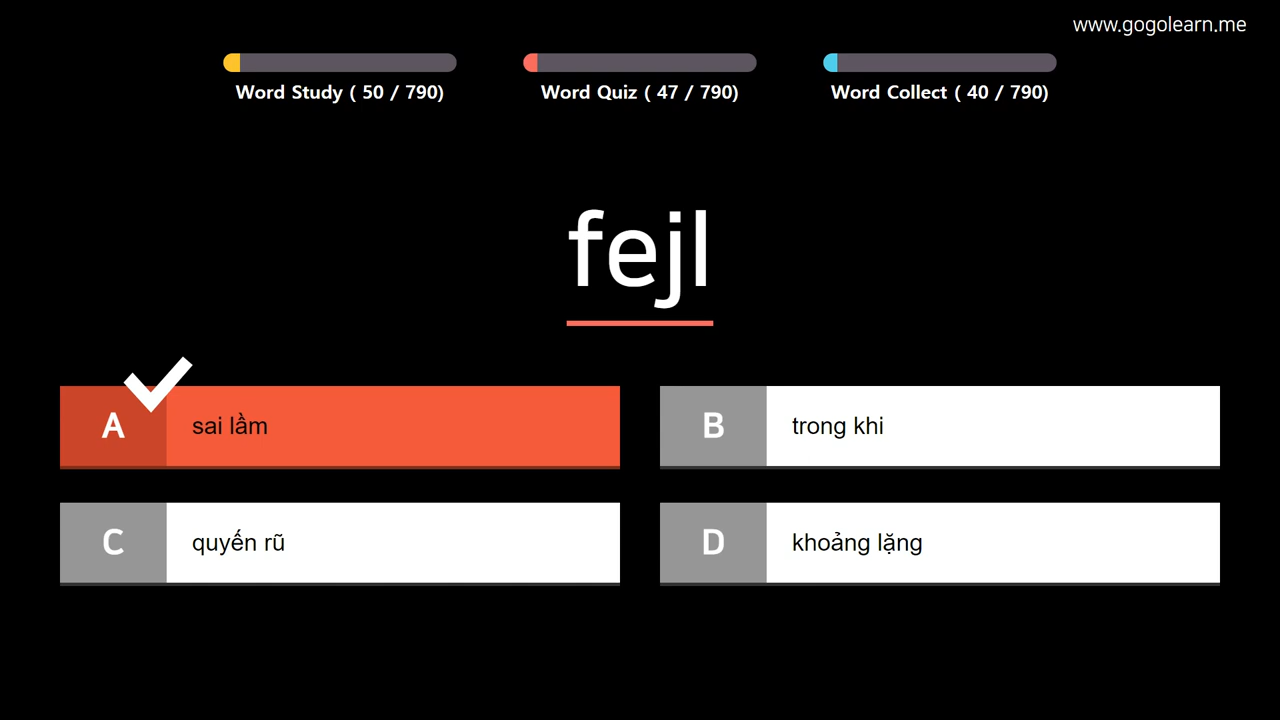 www.gogolearn.me
Word Study ( 50 / 790)
Word Quiz ( 47 / 790)
Word Collect ( 40 / 790)
fejl
A sai lầm
B trong khi
C quyến rũ
D khoảng lặng